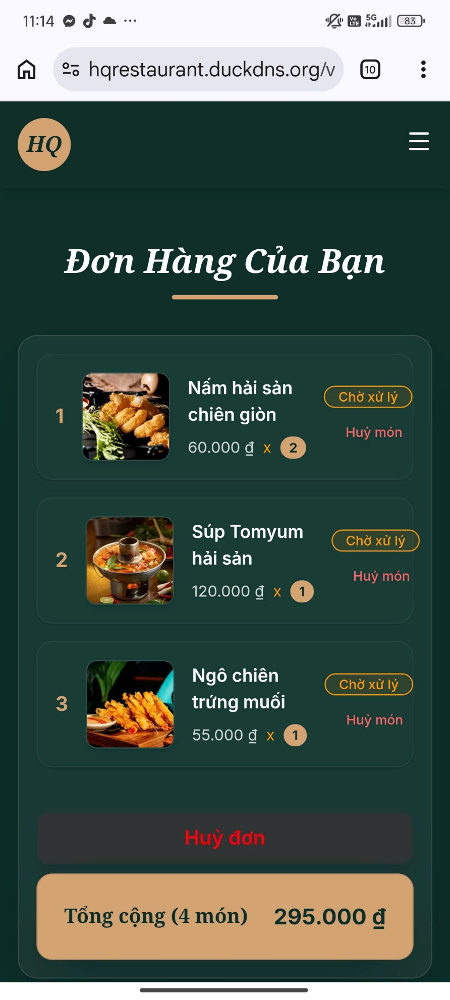 11:14
5G
Vo LTE
83
hqrestaurant.duckdns.org/v
10
HQ
Đơn Hàng Của Bạn
1
Nấm hải sản
chiên giòn
60.000 ₫ x 2
Chờ xử lý
Huỷ món
2
Súp Tomyum
hải sản
120.000 ₫ x 1
Chờ xử lý
Huỷ món
3
Ngô chiên
trứng muối
55.000 ₫ x 1
Chờ xử lý
Huỷ món
Huỷ đơn
Tổng cộng (4 món) 295.000 ₫